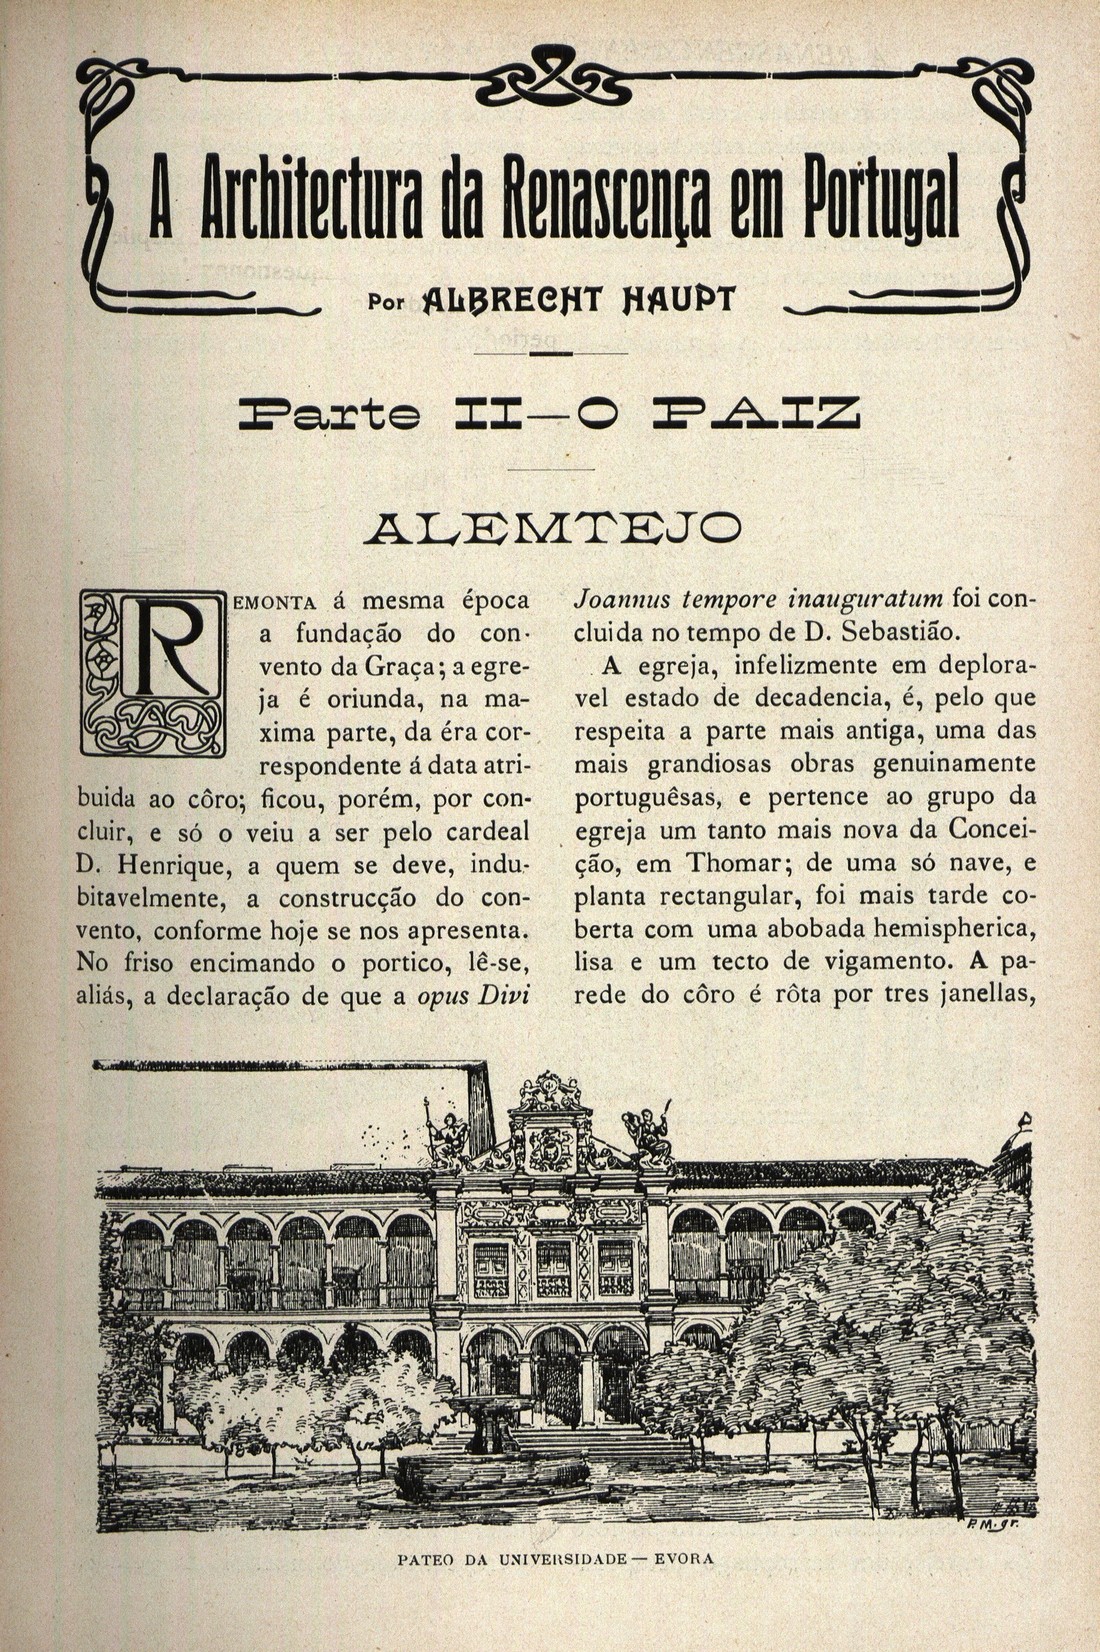 A Architectura da Renascença em Portugal
Por ALBRECHT HAUPT
Parte II—O PAIZ
ALEMTEJO
REMONTA á mesma época
a fundação do con-
vento da Graça; a egre-
ja é oriunda, na ma-
xima parte, da éra cor-
respondente á data atri-
buida ao côro; ficou, porém, por con-
cluir, e só o veiu a ser pelo cardeal
D. Henrique, a quem se deve, indu-
bitavelmente, a construcção do con-
vento, conforme hoje se nos apresenta.
No friso encimando o portico, lê-se,
aliás, a declaração de que a opus Divi
Joannus tempore inauguratum foi con-
cluida no tempo de D. Sebastião.
A egreja, infelizmente em deplora-
vel estado de decadencia, é, pelo que
respeita a parte mais antiga, uma das
mais grandiosas obras genuinamente
portuguêsas, e pertence ao grupo da
egreja um tanto mais nova da Concei-
ção, em Thomar; de uma só nave, e
planta rectangular, foi mais tarde co-
berta com uma abobada hemispherica,
lisa e um tecto de vigamento. A pa-
rede do côro é rôta por tres janellas,
P. M. gr.
PATEO DA UNIVERSIDADE — EVORA